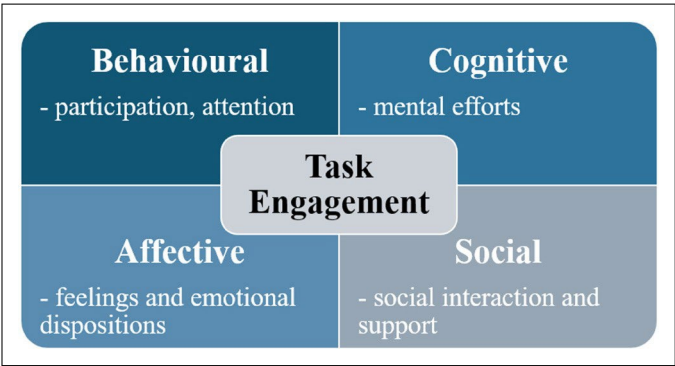 Behavioural
- participation, attention
Cognitive
- mental efforts
Task
Engagement
Affective
- feelings and emotional
dispositions
Social
- social interaction and
support